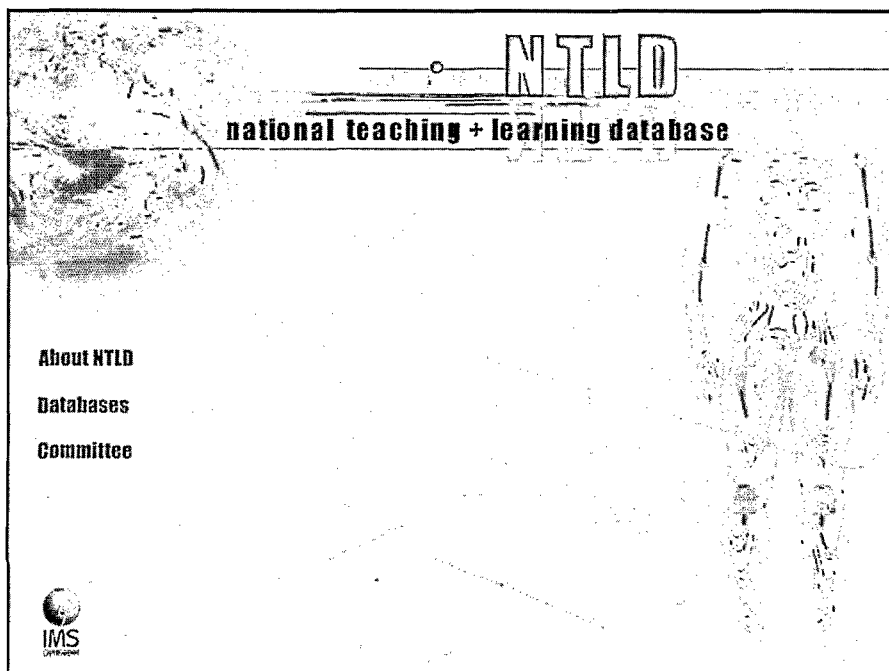 NTLD
national teaching + learning database
About NTLD
Databases
Committee
IMS